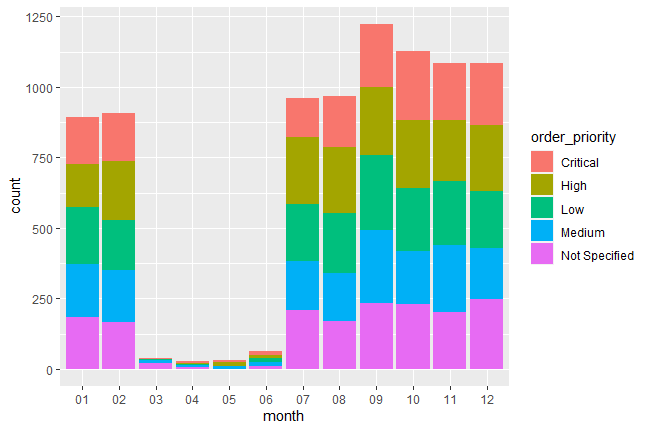 1250
1000
750
500
250
0
count
01 02 03 04 05 06 07 08 09 10 11 12
month
order_priority
Critical
High
Low
Medium
Not Specified